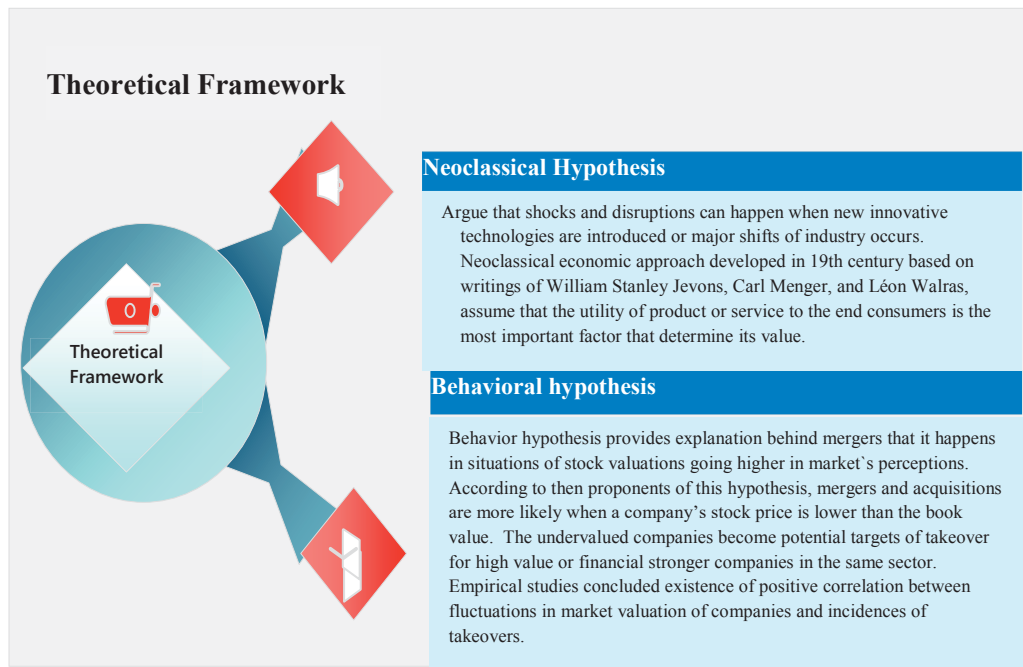 Theoretical Framework
Theoretical
Framework
Neoclassical Hypothesis
Argue that shocks and disruptions can happen when new innovative
technologies are introduced or major shifts of industry occurs.
Neoclassical economic approach developed in 19th century based on
writings of William Stanley Jevons, Carl Menger, and Léon Walras,
assume that the utility of product or service to the end consumers is the
most important factor that determine its value.
Behavioral hypothesis
Behavior hypothesis provides explanation behind mergers that it happens
in situations of stock valuations going higher in market`s perceptions.
According to then proponents of this hypothesis, mergers and acquisitions
are more likely when a company’s stock price is lower than the book
value.  The undervalued companies become potential targets of takeover
for high value or financial stronger companies in the same sector.
Empirical studies concluded existence of positive correlation between
fluctuations in market valuation of companies and incidences of
takeovers.